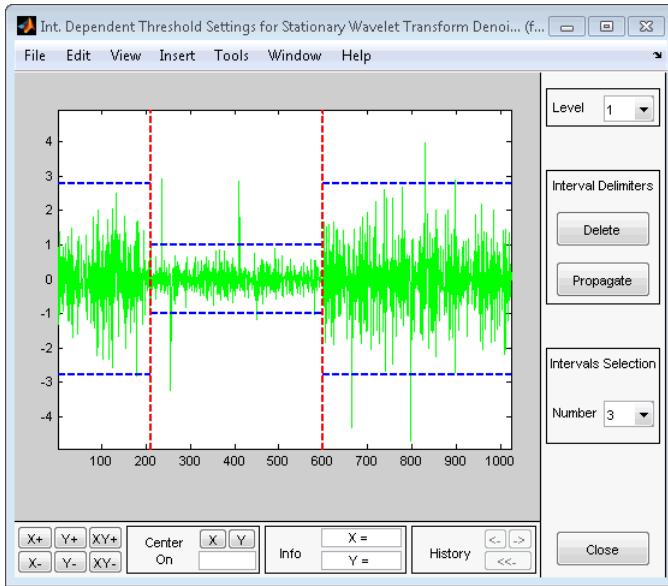 Int. Dependent Threshold Settings for Stationary Wavelet Transform Denoi... (f...
File Edit View Insert Tools Window Help
Level 1
4
3
2
1
0
-1
-2
-3
-4
100 200 300 400 500 600 700 800 900 1000
Interval Delimiters
Delete
Propagate
Intervals Selection
Number 3
X+ Y+ XY+
X- Y- XY-
Center
On
X Y
Info
X =
Y =
History
<- ->
<<-
Close